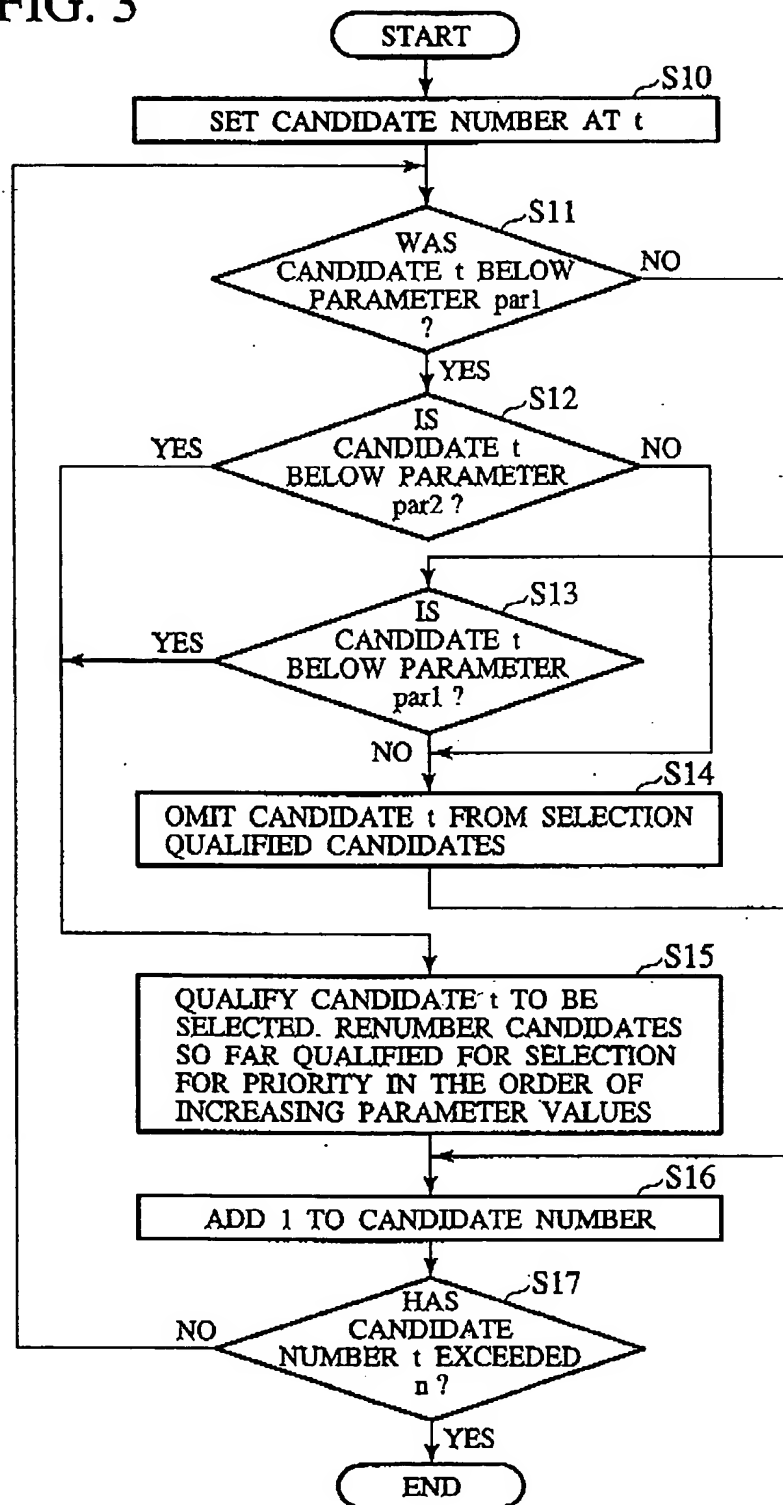 FIG. 3
START
S10
SET CANDIDATE NUMBER AT t
S11
WAS
CANDIDATE t BELOW
PARAMETER par1
?
NO
YES
S12
IS
CANDIDATE t
BELOW PARAMETER
par2 ?
YES
NO
S13
IS
CANDIDATE t
BELOW PARAMETER
par1 ?
YES
NO
S14
OMIT CANDIDATE t FROM SELECTION
QUALIFIED CANDIDATES
S15
QUALIFY CANDIDATE t TO BE
SELECTED. RENUMBER CANDIDATES
SO FAR QUALIFIED FOR SELECTION
FOR PRIORITY IN THE ORDER OF
INCREASING PARAMETER VALUES
S16
ADD 1 TO CANDIDATE NUMBER
S17
HAS
CANDIDATE
NUMBER t EXCEEDED
n ?
NO
YES
END